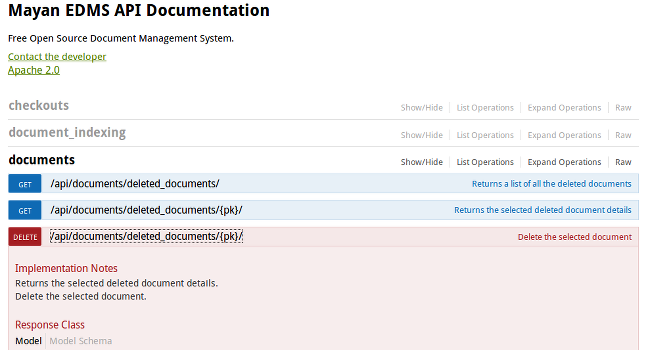 Mayan EDMS API Documentation
Free Open Source Document Management System.
Contact the developer
Apache 2.0
checkouts Show/Hide List Operations Expand Operations Raw
document_indexing Show/Hide List Operations Expand Operations Raw
documents Show/Hide List Operations Expand Operations Raw
GET /api/documents/deleted_documents/ Returns a list of all the deleted documents
GET /api/documents/deleted_documents/{pk}/ Returns the selected deleted document details
DELETE /api/documents/deleted_documents/{pk}/ Delete the selected document
Implementation Notes
Returns the selected deleted document details.
Delete the selected document.
Response Class
Model Model Schema